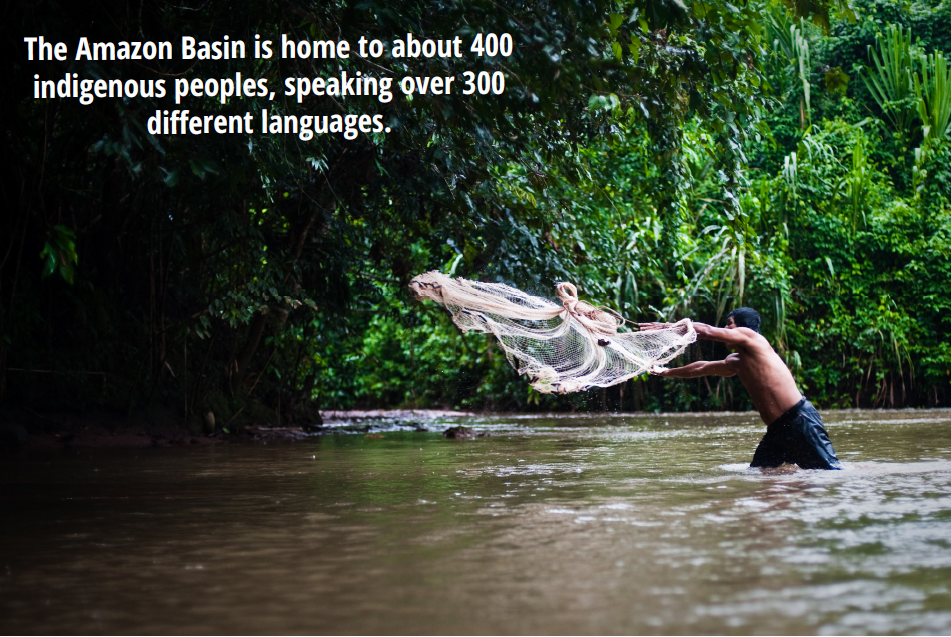 The Amazon Basin is home to about 400
indigenous peoples, speaking over 300
different languages.